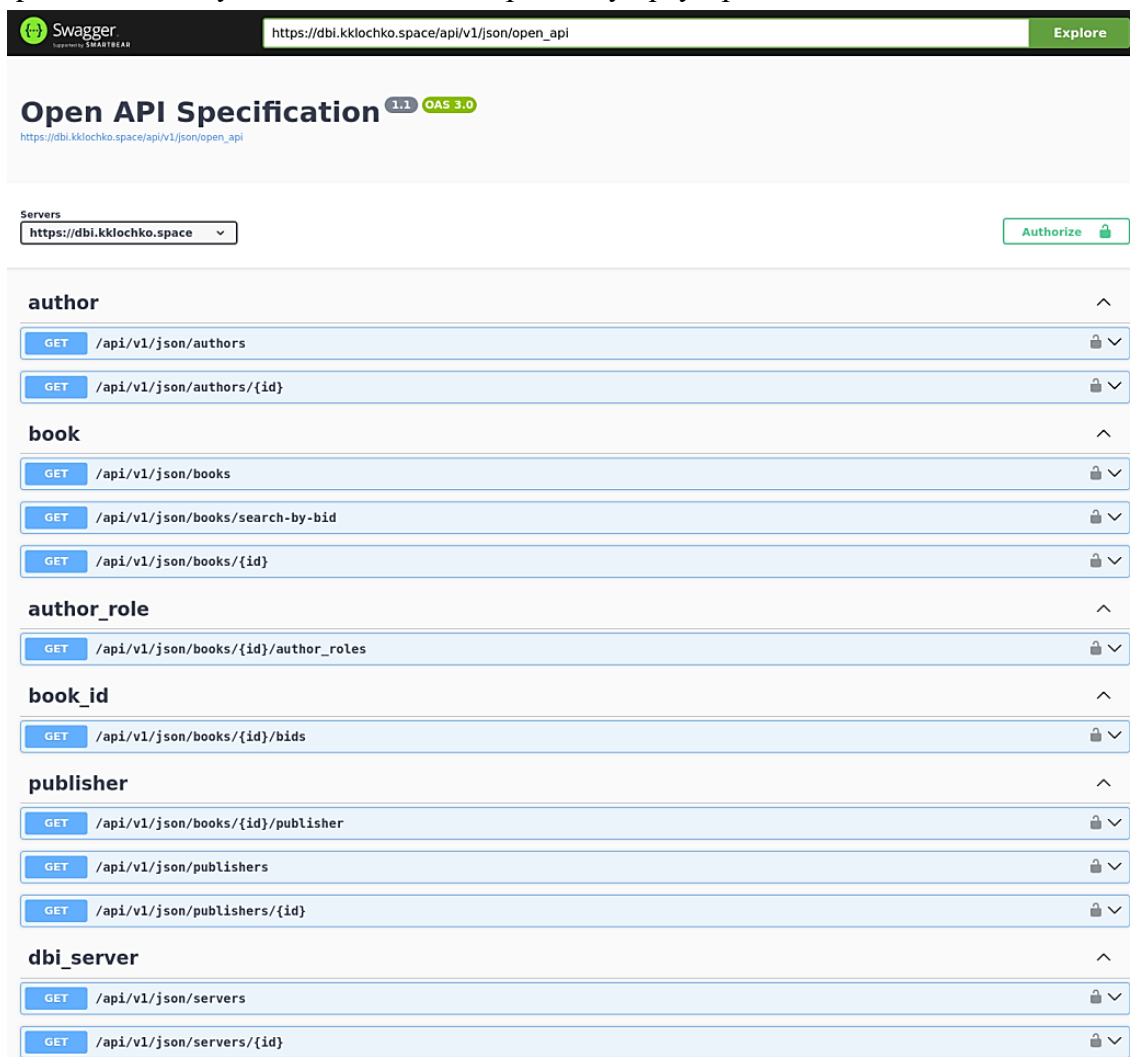 Swagger
Supported by SMARTBEAR
https://dbi.kklochko.space/api/v1/json/open_api
Explore
Open API Specification 1.1 OAS 3.0
https://dbi.kklochko.space/api/v1/json/open_api
Servers
https://dbi.kklochko.space
Authorize
author
GET /api/v1/json/authors
GET /api/v1/json/authors/{id}
book
GET /api/v1/json/books
GET /api/v1/json/books/search-by-bid
GET /api/v1/json/books/{id}
author_role
GET /api/v1/json/books/{id}/author_roles
book_id
GET /api/v1/json/books/{id}/bids
publisher
GET /api/v1/json/books/{id}/publisher
GET /api/v1/json/publishers
GET /api/v1/json/publishers/{id}
dbi_server
GET /api/v1/json/servers
GET /api/v1/json/servers/{id}